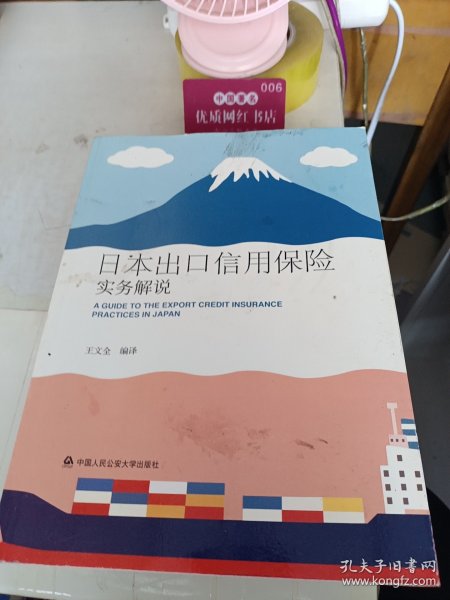 006
中国著名
优质网红书店
日本出口信用保险
实务解说
A GUIDE TO THE EXPORT CREDIT INSURANCE
PRACTICES IN JAPAN
王文全 编译
中国人民公安大学出版社
孔夫子旧书网
www.kongfz.com